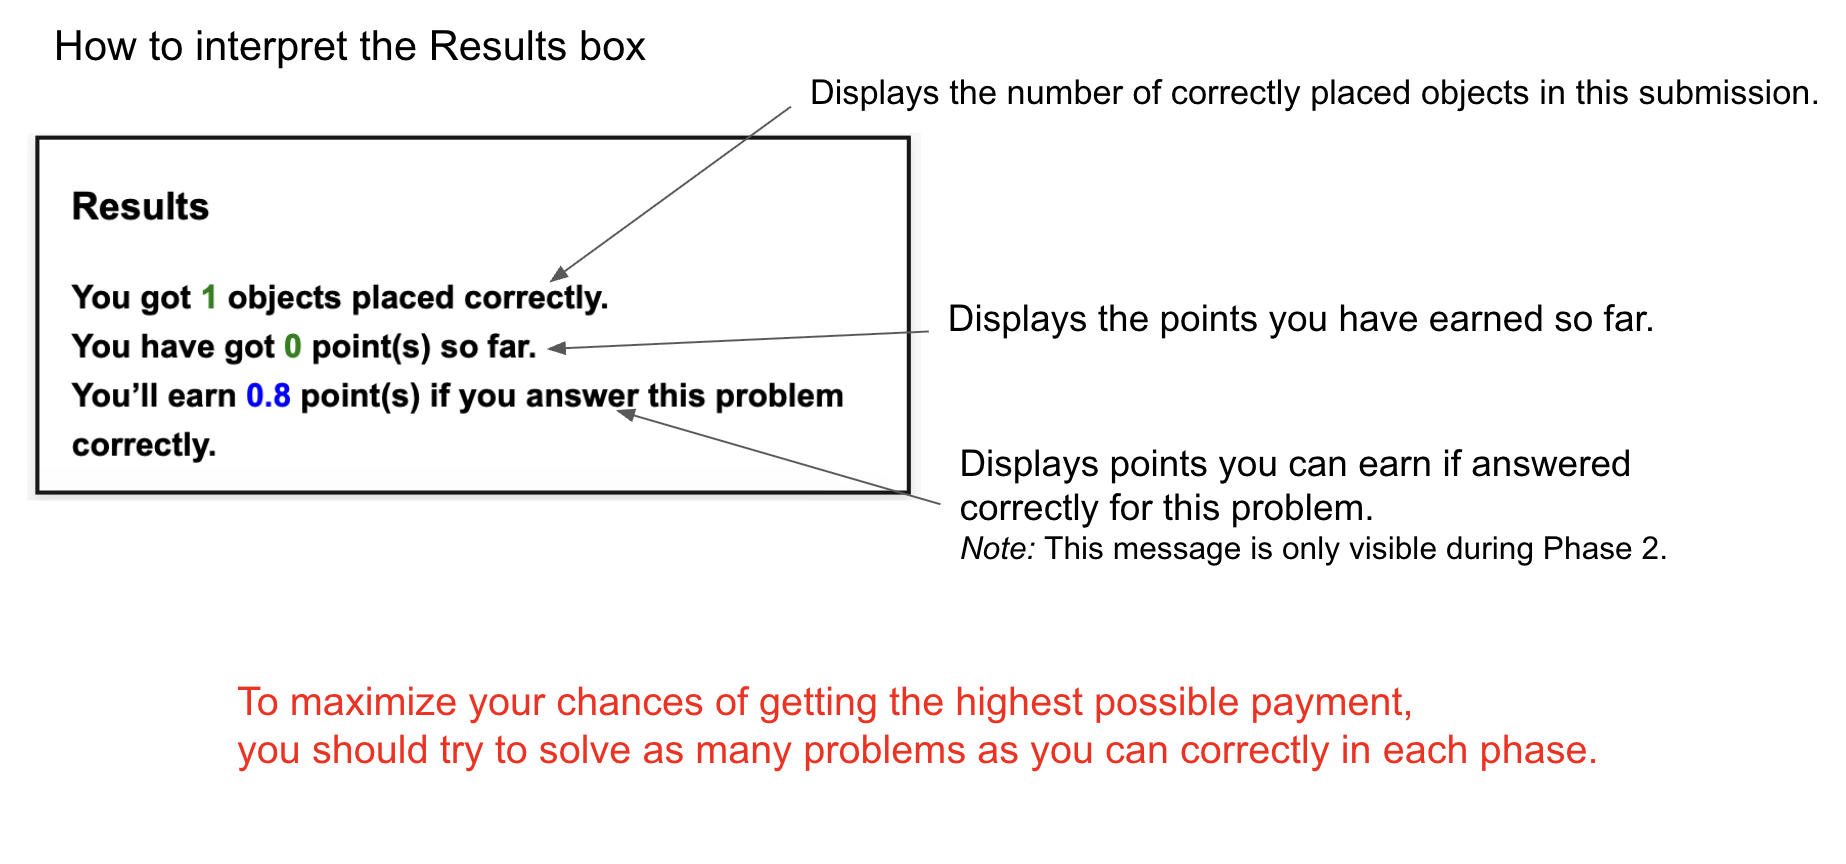 How to interpret the Results box
Displays the number of correctly placed objects in this submission.
Results
You got 1 objects placed correctly.
You have got 0 point(s) so far.
You’ll earn 0.8 point(s) if you answer this problem
correctly.
Displays the points you have earned so far.
Displays points you can earn if answered
correctly for this problem.
Note: This message is only visible during Phase 2.
To maximize your chances of getting the highest possible payment,
you should try to solve as many problems as you can correctly in each phase.